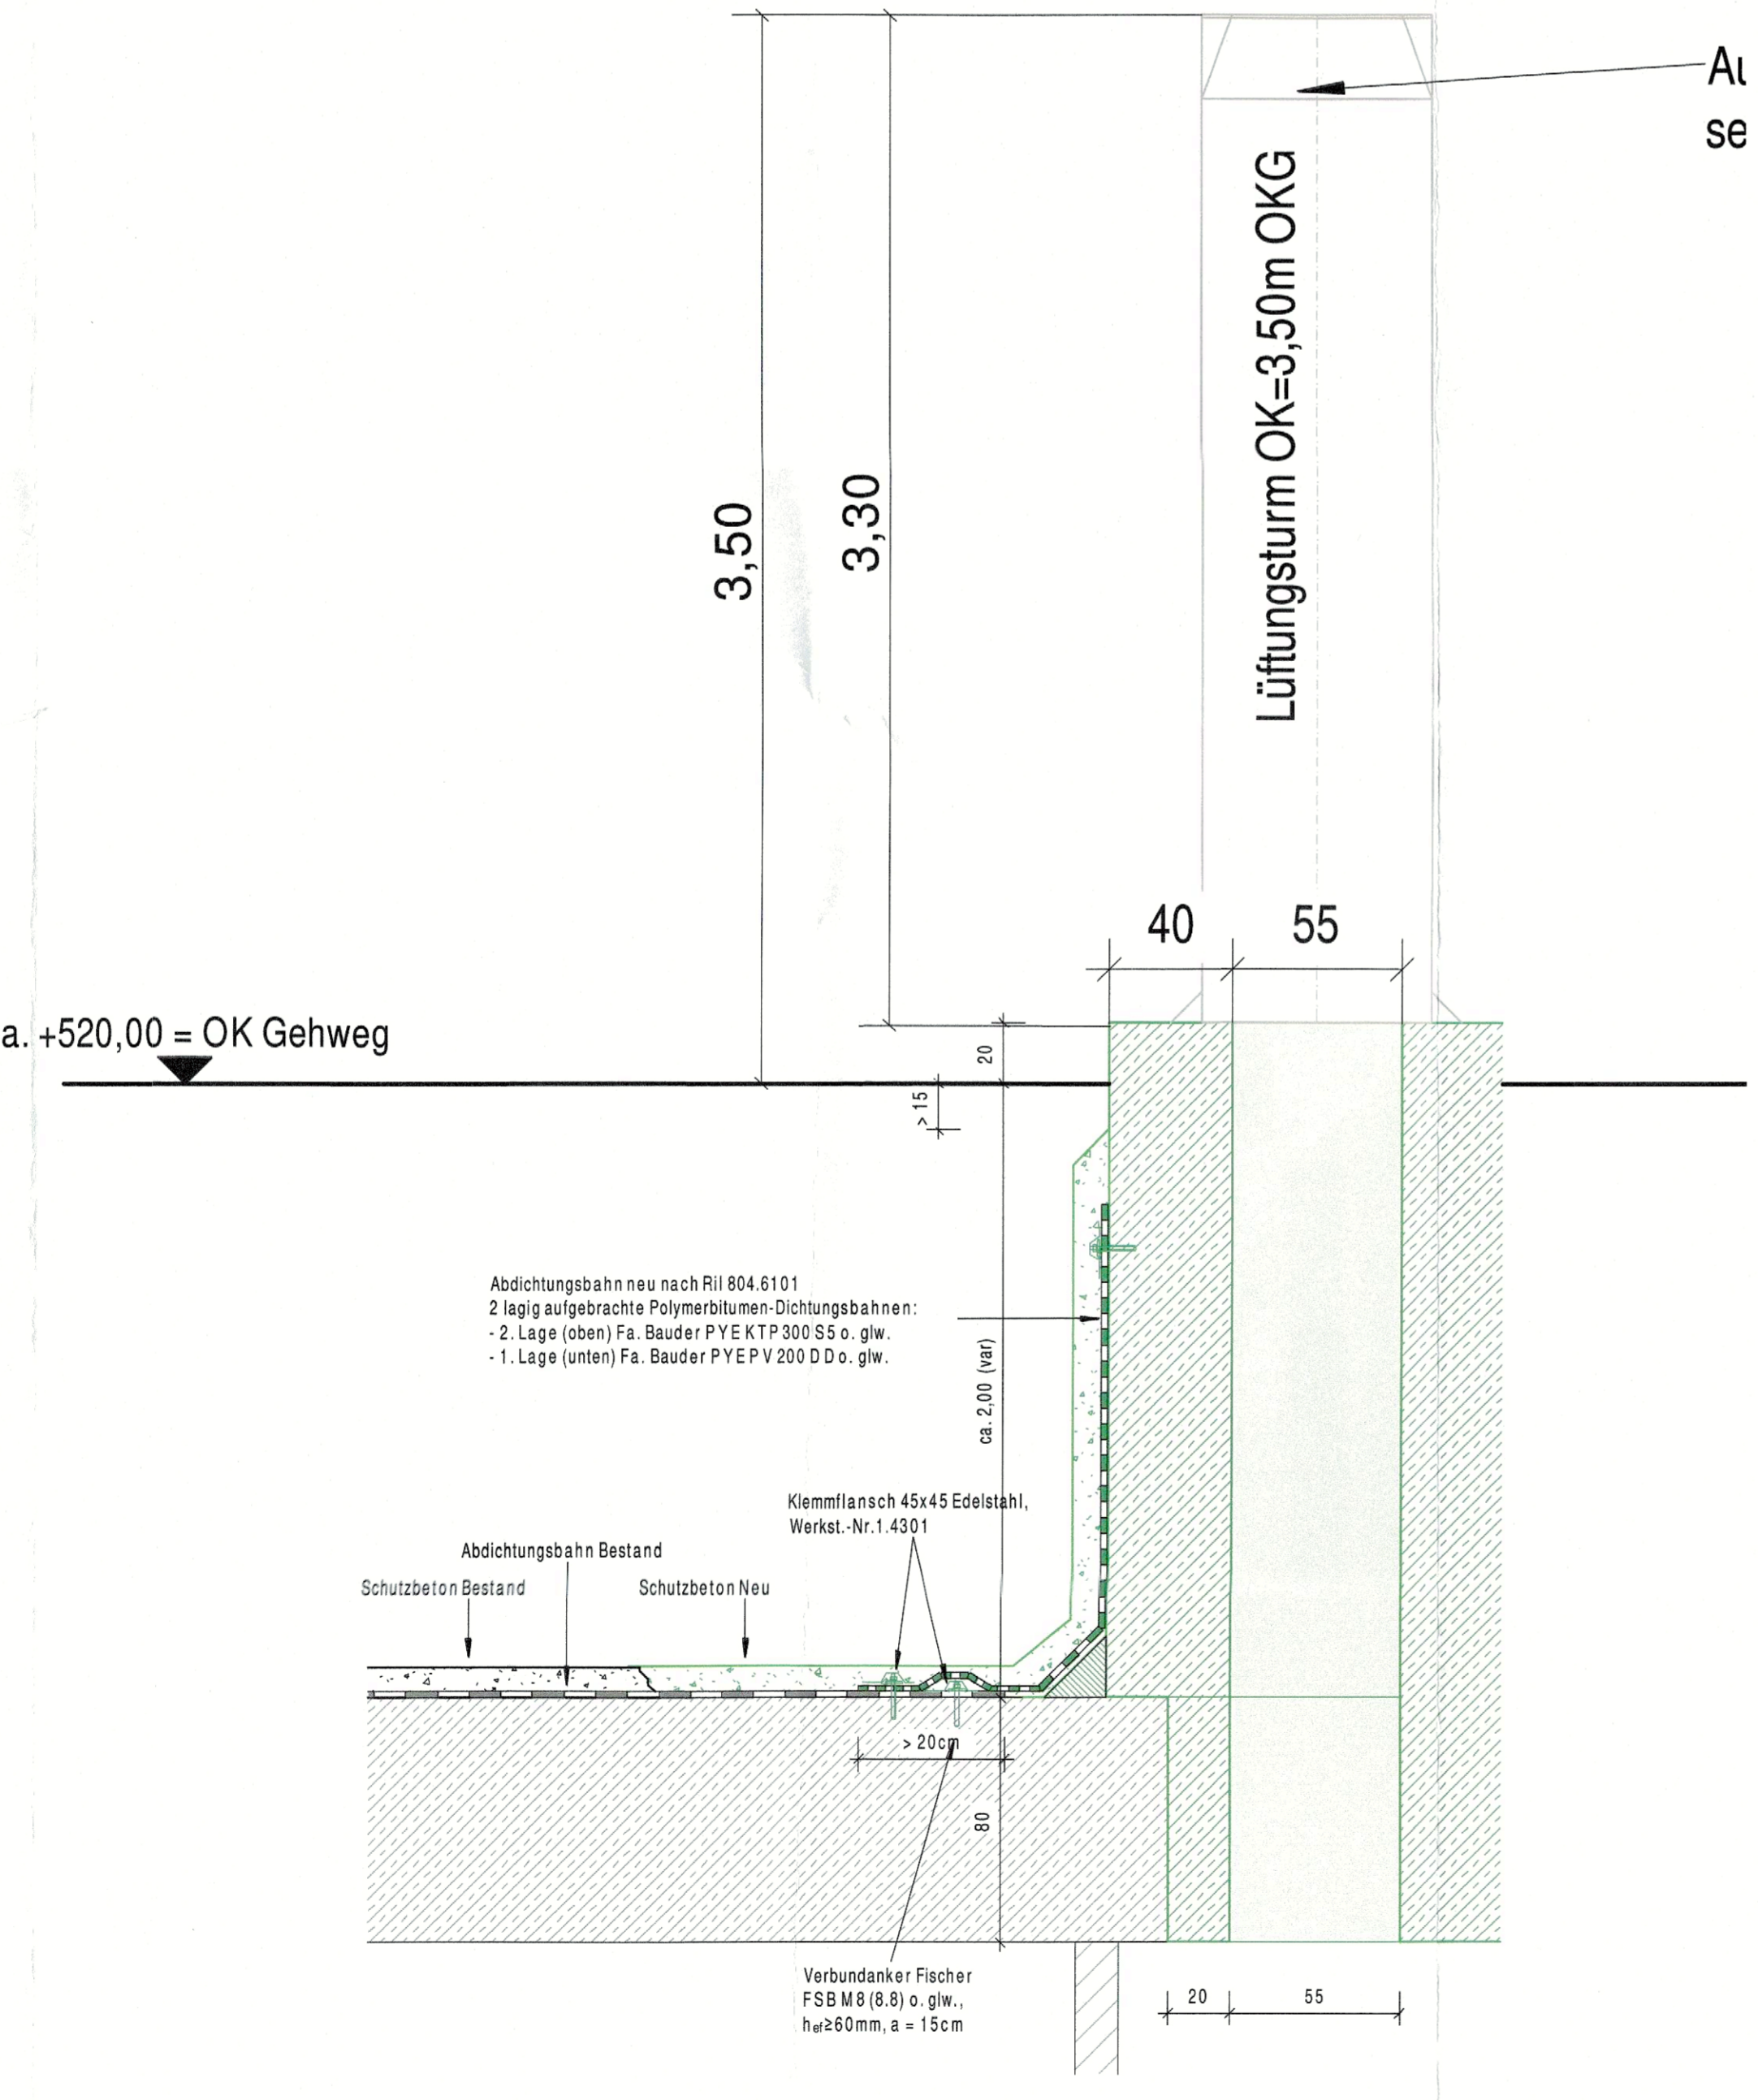 Au
se
Lüftungsturm OK=3,50m OKG
3,50
3,30
40
55
a. +520,00 = OK Gehweg
20
> 15
Abdichtungsbahn neu nach Ril 804.6101
2 lagig aufgebrachte Polymerbitumen-Dichtungsbahnen:
- 2. Lage (oben) Fa. Bauder PYE KTP 300 S5 o. glw.
- 1. Lage (unten) Fa. Bauder PYE PV 200 DD o. glw.
ca. 2,00 (var)
Klemmflansch 45x45 Edelstahl,
Werkst.-Nr.1.4301
Abdichtungsbahn Bestand
Schutzbeton Bestand
Schutzbeton Neu
> 20cm
80
Verbundanker Fischer
FSB M8 (8.8) o. glw.,
hef≥60mm, a = 15cm
20
55